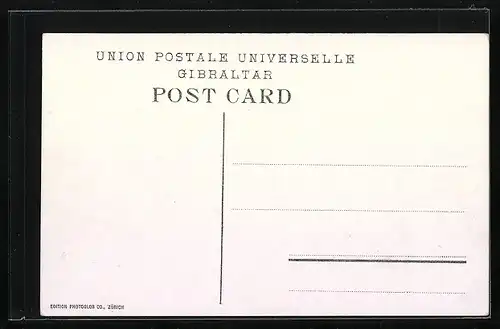 UNION POSTALE UNIVERSELLE
GIBRALTAR
POST CARD
EDITION PHOTOGLOB CO., ZÜRICH